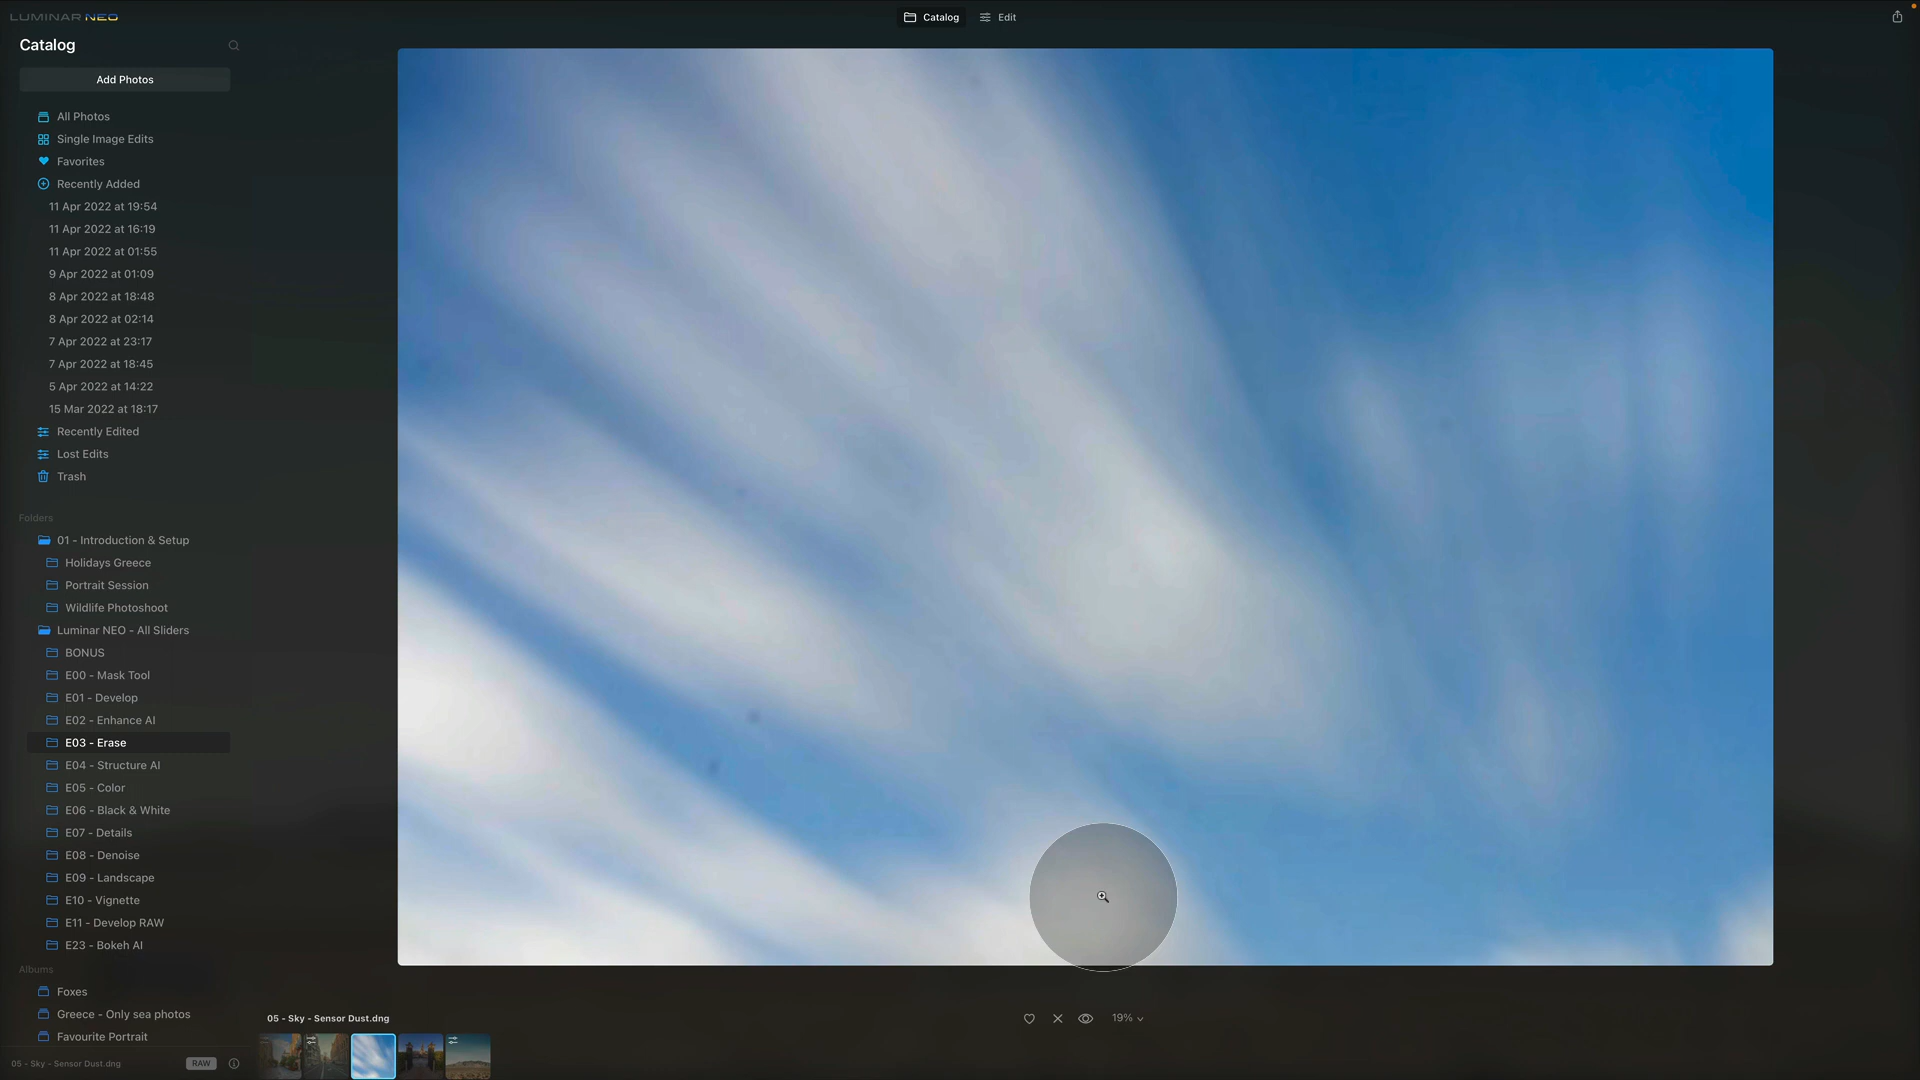 LUMINAR NEO
Catalog
Edit
Catalog
Add Photos
All Photos
Single Image Edits
Favorites
Recently Added
11 Apr 2022 at 19:54
11 Apr 2022 at 16:19
11 Apr 2022 at 01:55
9 Apr 2022 at 01:09
8 Apr 2022 at 18:48
8 Apr 2022 at 02:14
7 Apr 2022 at 23:17
7 Apr 2022 at 18:45
5 Apr 2022 at 14:22
15 Mar 2022 at 18:17
Recently Edited
Lost Edits
Trash
Folders
01 - Introduction & Setup
Holidays Greece
Portrait Session
Wildlife Photoshoot
Luminar NEO - All Sliders
BONUS
E00 - Mask Tool
E01 - Develop
E02 - Enhance AI
E03 - Erase
E04 - Structure AI
E05 - Color
E06 - Black & White
E07 - Details
E08 - Denoise
E09 - Landscape
E10 - Vignette
E11 - Develop RAW
E23 - Bokeh AI
Albums
Foxes
Greece - Only sea photos
Favourite Portrait
05 - Sky - Sensor Dust.dng
RAW
05 - Sky - Sensor Dust.dng
19%